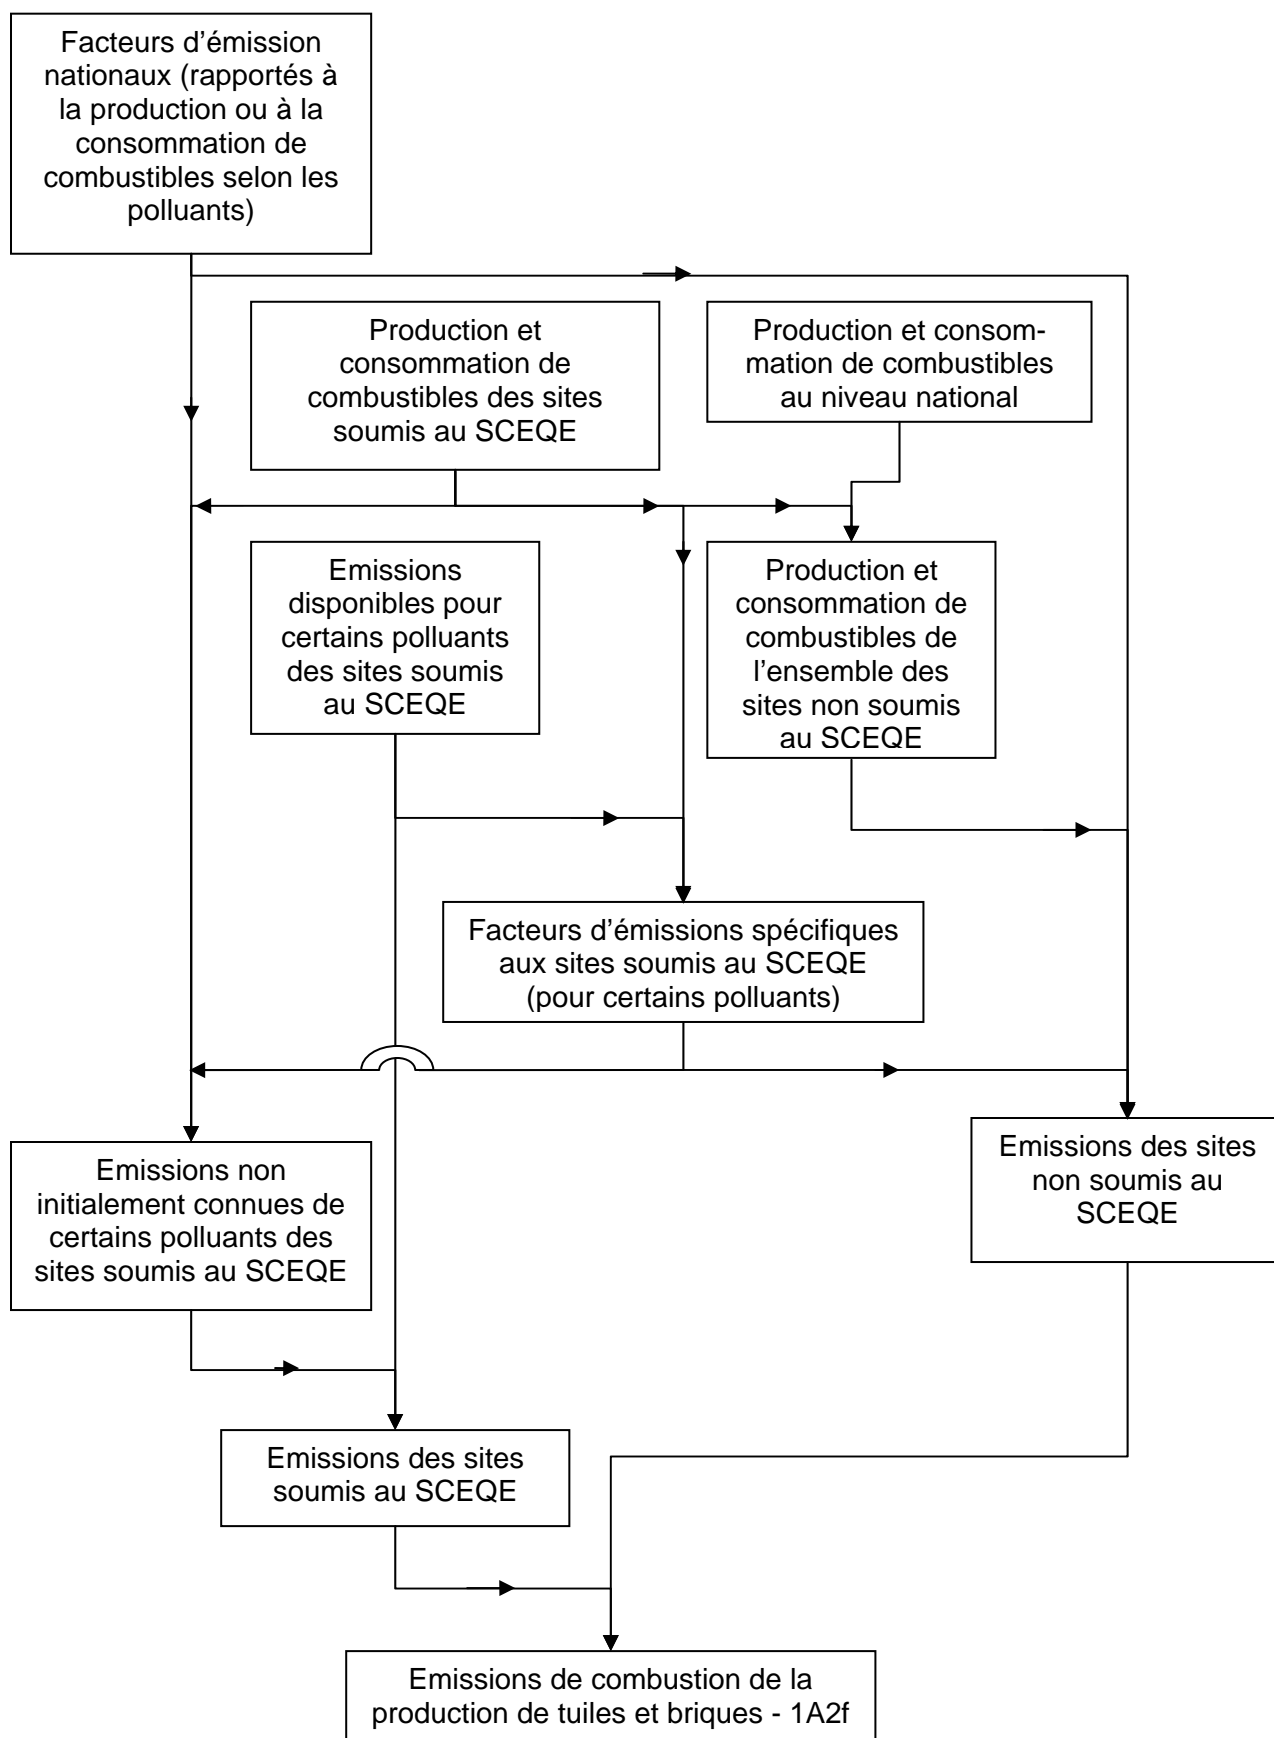 Facteurs d’émission
nationaux (rapportés à
la production ou à la
consommation de
combustibles selon les
polluants)
Production et
consommation de
combustibles des sites
soumis au SCEQE
Production et consom-
mation de combustibles
au niveau national
Emissions
disponibles pour
certains polluants
des sites soumis
au SCEQE
Production et
consommation de
combustibles de
l’ensemble des
sites non soumis
au SCEQE
Facteurs d’émissions spécifiques
aux sites soumis au SCEQE
(pour certains polluants)
Emissions non
initialement connues de
certains polluants des
sites soumis au SCEQE
Emissions des sites
non soumis au
SCEQE
Emissions des sites
soumis au SCEQE
Emissions de combustion de la
production de tuiles et briques - 1A2f